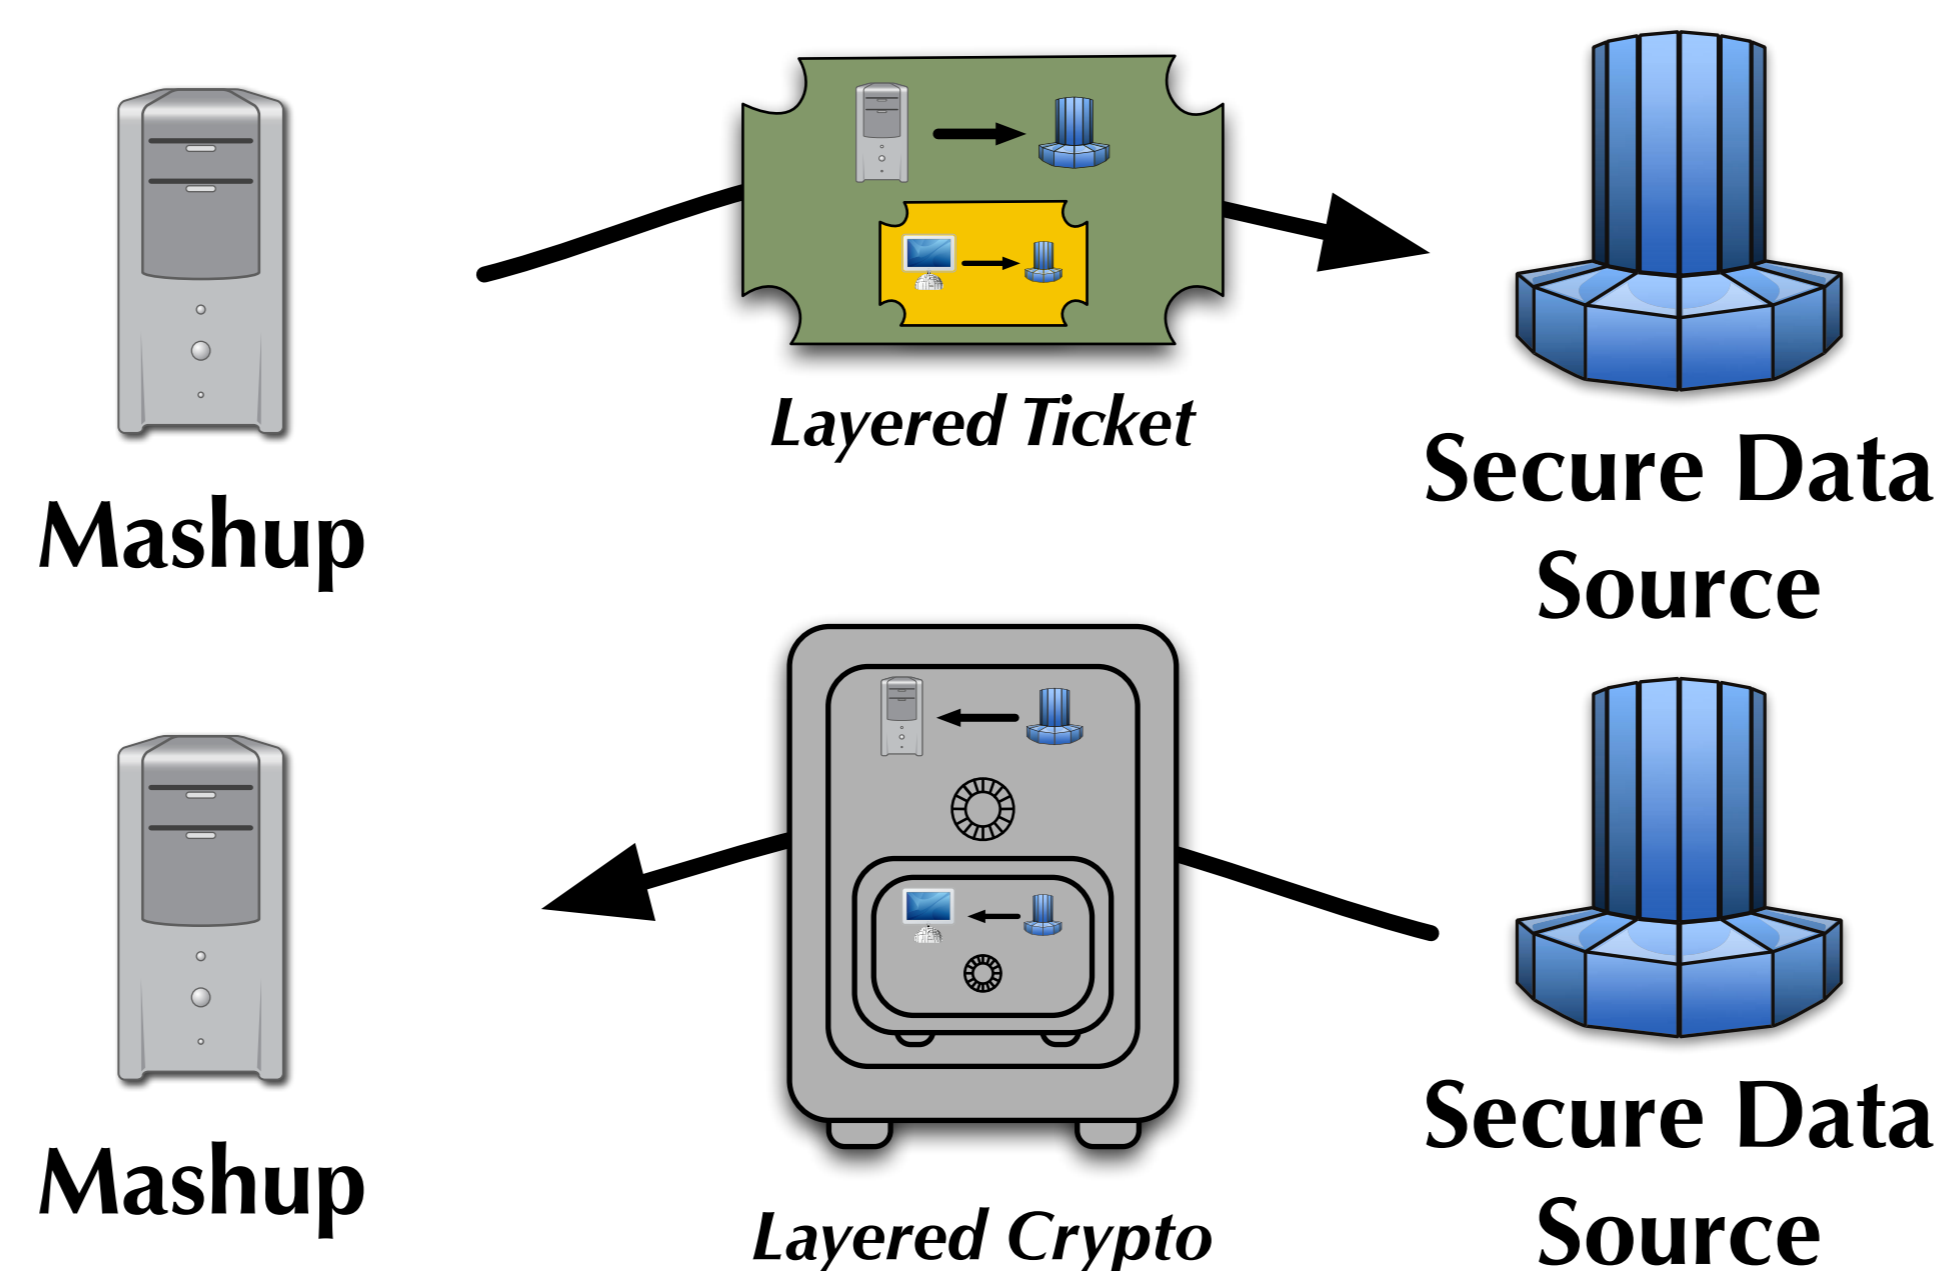 Layered Ticket
Mashup
Secure Data
Source
Mashup
Layered Crypto
Secure Data
Source